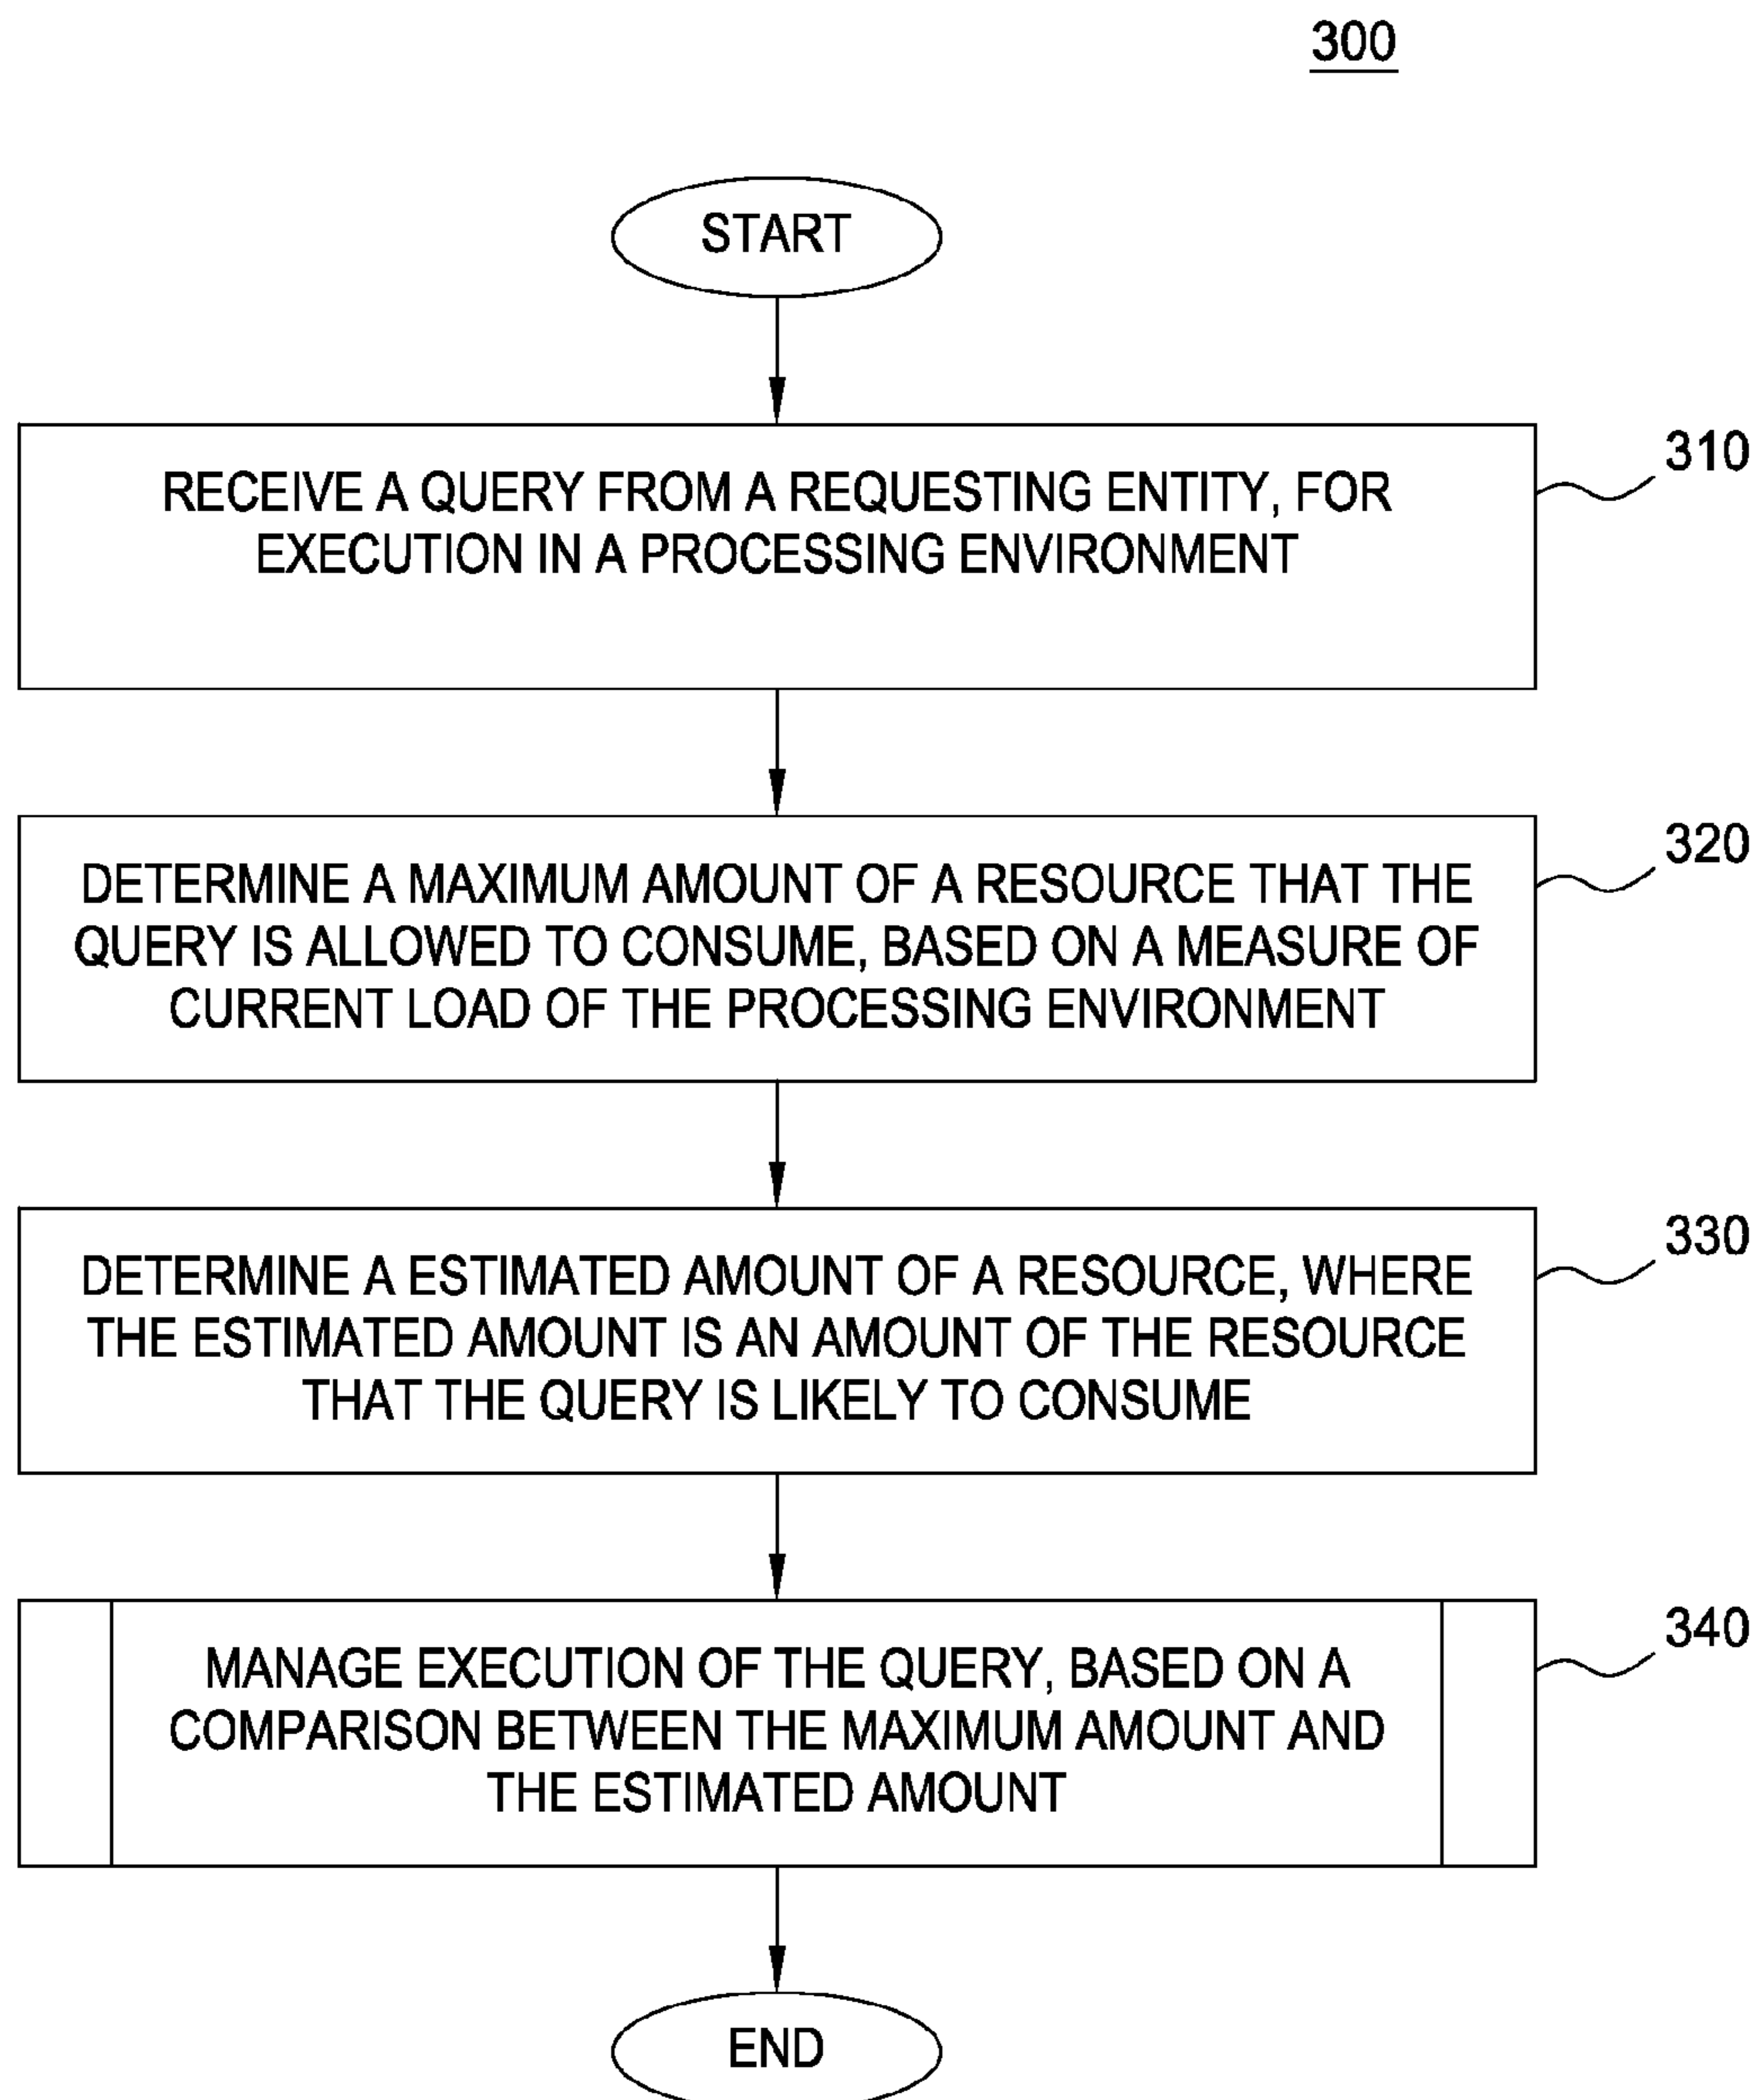 300
START
RECEIVE A QUERY FROM A REQUESTING ENTITY, FOR
EXECUTION IN A PROCESSING ENVIRONMENT
310
DETERMINE A MAXIMUM AMOUNT OF A RESOURCE THAT THE
QUERY IS ALLOWED TO CONSUME, BASED ON A MEASURE OF
CURRENT LOAD OF THE PROCESSING ENVIRONMENT
320
DETERMINE A ESTIMATED AMOUNT OF A RESOURCE, WHERE
THE ESTIMATED AMOUNT IS AN AMOUNT OF THE RESOURCE
THAT THE QUERY IS LIKELY TO CONSUME
330
MANAGE EXECUTION OF THE QUERY, BASED ON A
COMPARISON BETWEEN THE MAXIMUM AMOUNT AND
THE ESTIMATED AMOUNT
340
END